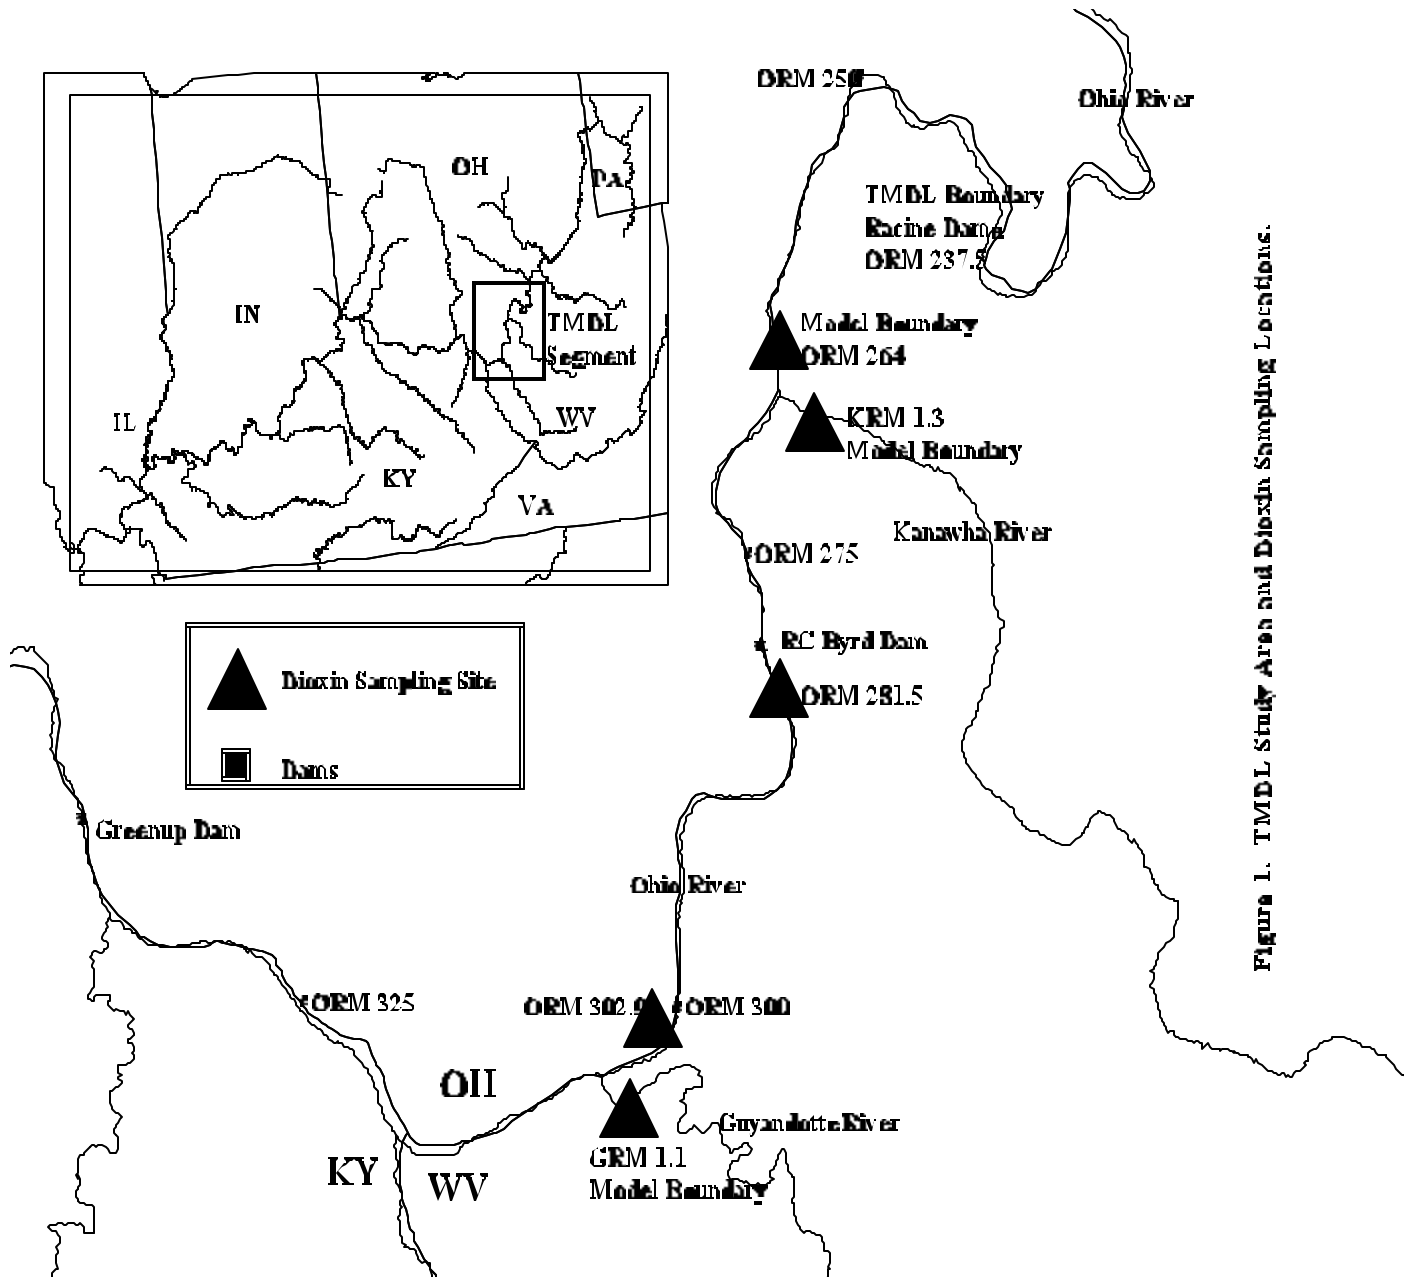 ORM 250
Ohio River
OH
PA
TMDL Boundary
Racine Dam
ORM 237.5
IN
TMDL
Segment
Model Boundary
ORM 264
IL
WV
KRM 1.3
Model Boundary
KY
VA
Kanawha River
ORM 275
RC Byrd Dam
Dioxin Sampling Site
ORM 281.5
Dams
Greenup Dam
Ohio River
ORM 325
ORM 302.9
ORM 300
OH
Guyandotte River
KY
WV
GRM 1.1
Model Boundary
Figure 1. TMDL Study Area and Dioxin Sampling Locations.